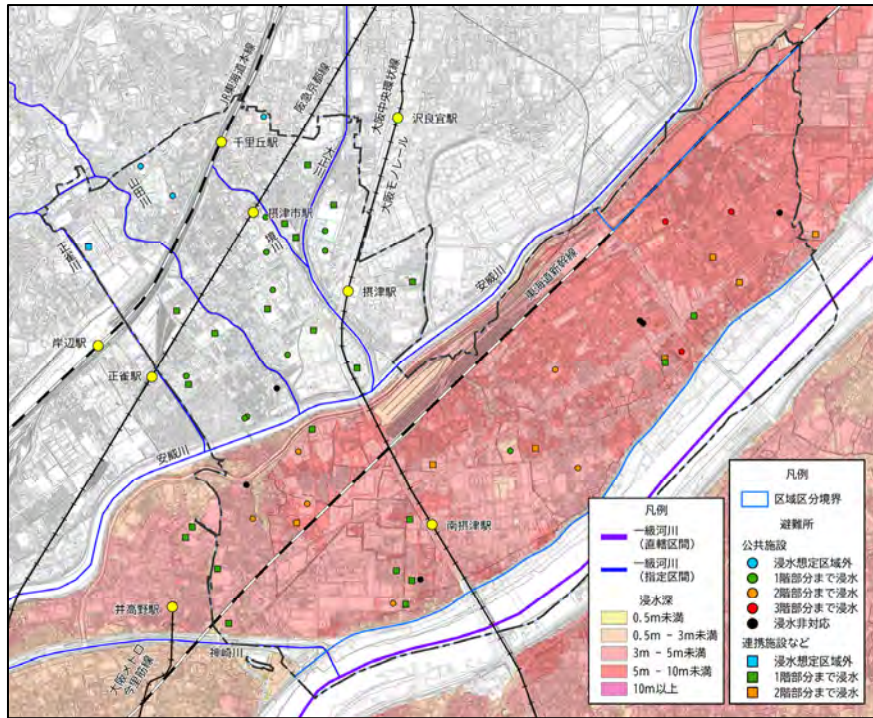 JR東海道本線
阪急京都線
大阪中央環状線
沢良宜駅
千里丘駅
大正川
大阪モノレール
山田川
摂津市駅
境川
正雀川
安威川
東海道新幹線
摂津駅
岸辺駅
正雀駅
安威川
南摂津駅
井高野駅
神崎川
大阪メトロ
今里筋線
凡例
一級河川
（直轄区間）
一級河川
（指定区間）
浸水深
0.5m未満
0.5m - 3m未満
3m - 5m未満
5m - 10m未満
10m以上
凡例
区域区分境界
避難所
公共施設
浸水想定区域外
1階部分まで浸水
2階部分まで浸水
3階部分まで浸水
浸水非対応
連携施設など
浸水想定区域外
1階部分まで浸水
2階部分まで浸水